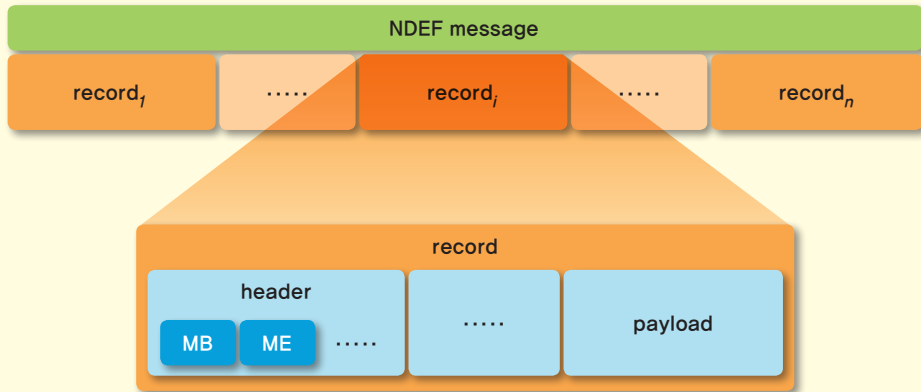 NDEF message
record1 ..... recordi ..... recordn
record
header ..... payload
MB ME .....